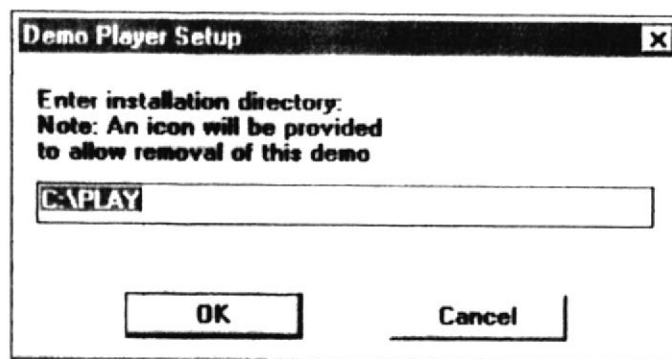 Demo Player Setup
Enter installation directory:
Note: An icon will be provided
to allow removal of this demo
C:\PLAY
OK
Cancel